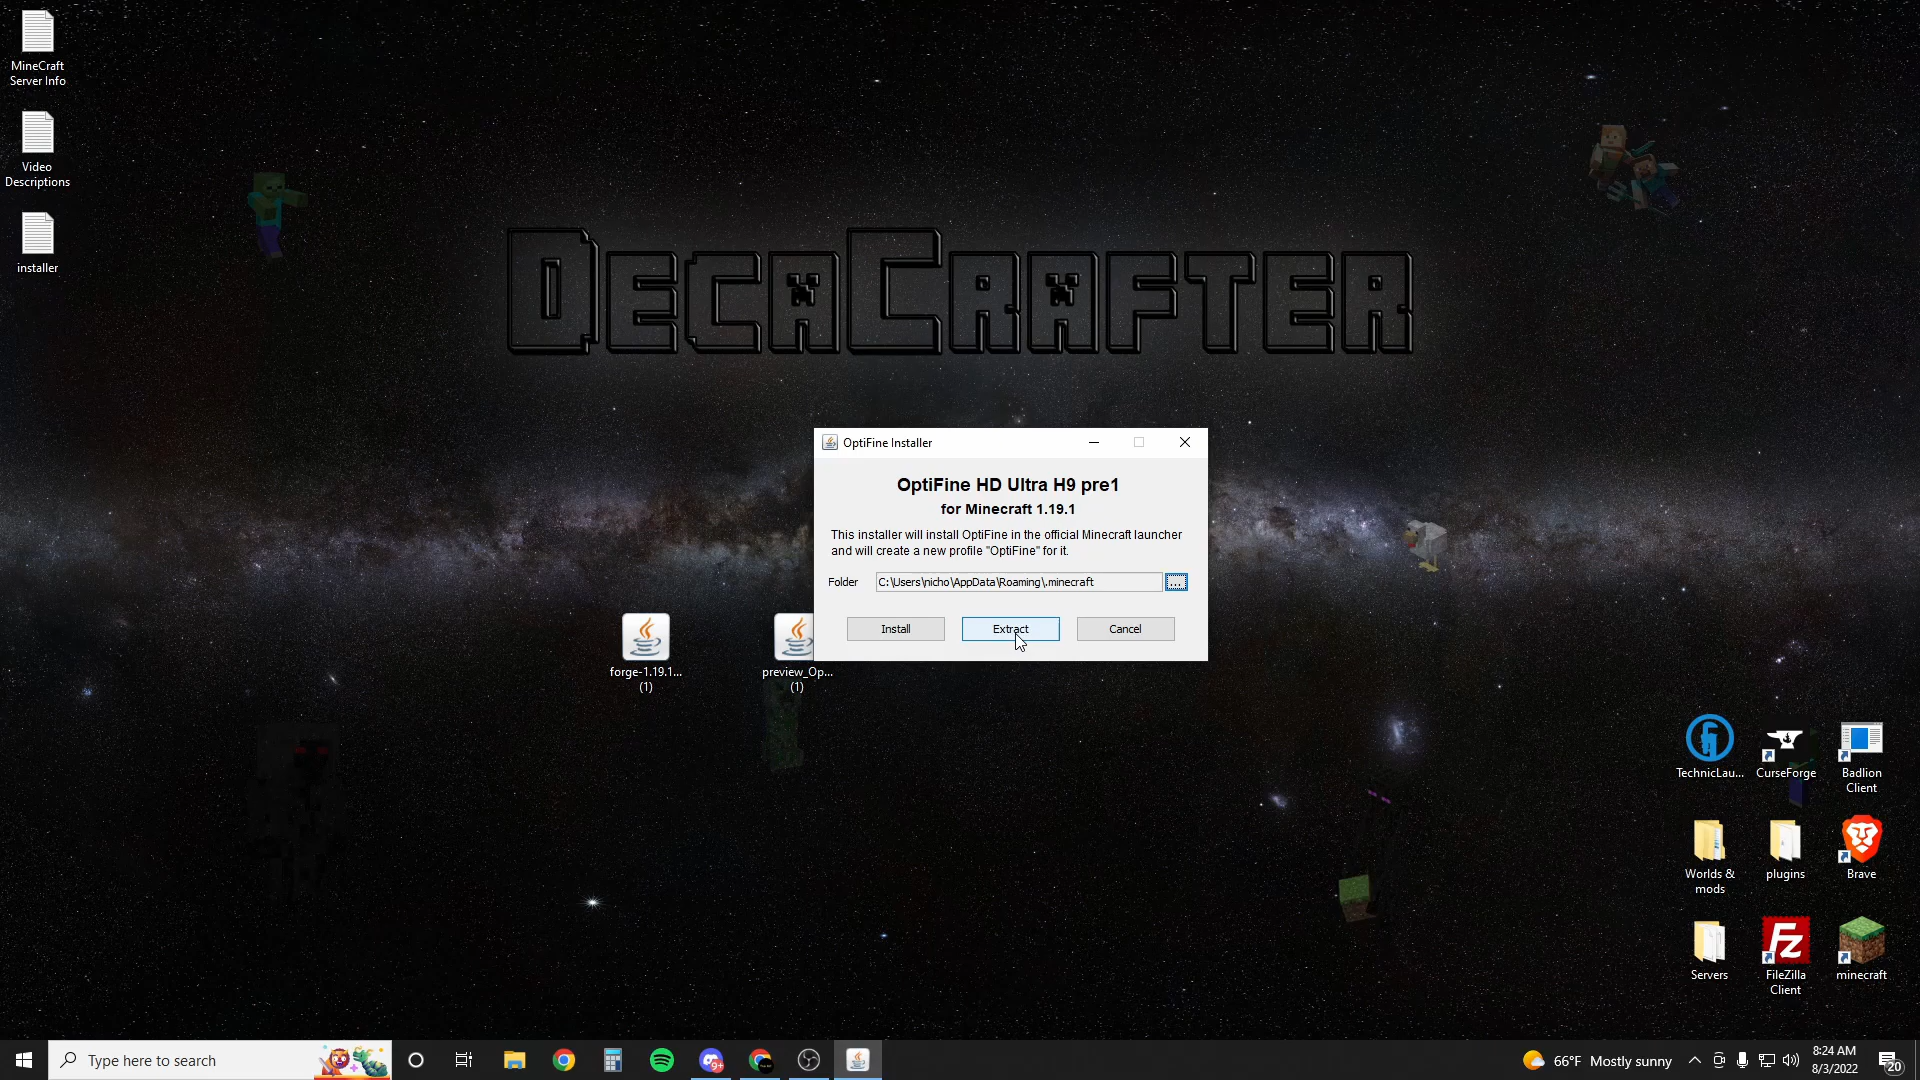 MineCraft
Server Info
Video
Descriptions
installer
DecaCrafter
OptiFine Installer
OptiFine HD Ultra H9 pre1
for Minecraft 1.19.1
This installer will install OptiFine in the official Minecraft launcher
and will create a new profile "OptiFine" for it.
Folder
C:\Users\nicho\AppData\Roaming\.minecraft
...
Install
Extract
Cancel
forge-1.19.1...
(1)
preview_Op...
(1)
TechnicLau...
CurseForge
Badlion
Client
Worlds &
mods
plugins
Brave
Servers
Fz
FileZilla
Client
minecraft
Type here to search
9+
66°F Mostly sunny
8:24 AM
8/3/2022
20